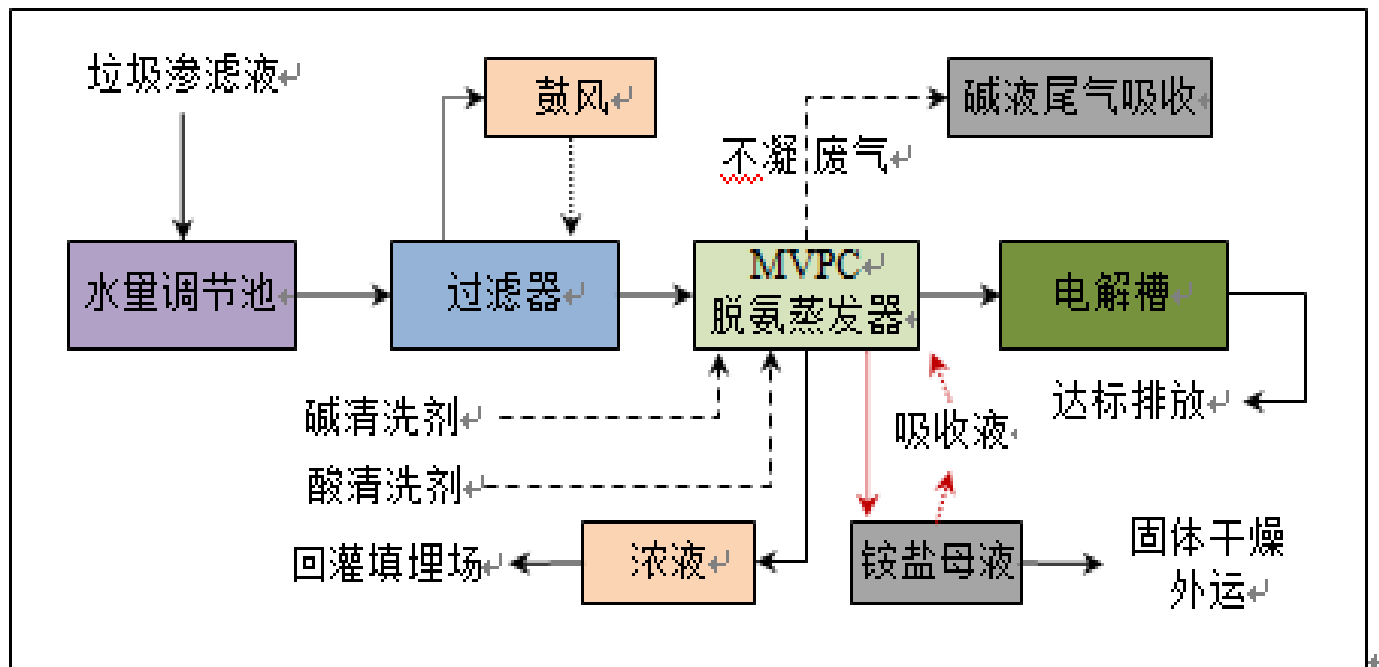 垃圾渗滤液
鼓风
碱液尾气吸收
不凝废气
水量调节池
过滤器
MVPC
脱氨蒸发器
电解槽
碱清洗剂
吸收液
达标排放
酸清洗剂
回灌填埋场
浓液
铵盐母液
固体干燥
外运